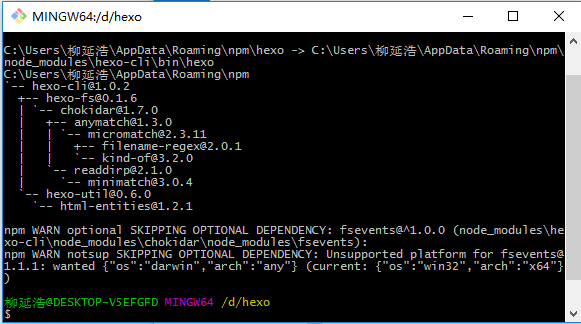 MINGW64:/d/hexo
C:\Users\柳延浩\AppData\Roaming\npm\hexo -> C:\Users\柳延浩\AppData\Roaming\npm\
node_modules\hexo-cli\bin\hexo
C:\Users\柳延浩\AppData\Roaming\npm
`-- hexo-cli@1.0.2
  +-- hexo-fs@0.1.6
  | `-- chokidar@1.7.0
  |   +-- anymatch@1.3.0
  |   | `-- micromatch@2.3.11
  |   |   +-- filename-regex@2.0.1
  |   |   `-- kind-of@3.2.0
  |   `-- readdirp@2.1.0
  |     `-- minimatch@3.0.4
  `-- hexo-util@0.6.0
    `-- html-entities@1.2.1
npm WARN optional SKIPPING OPTIONAL DEPENDENCY: fsevents@^1.0.0 (node_modules\he
xo-cli\node_modules\chokidar\node_modules\fsevents):
npm WARN notsup SKIPPING OPTIONAL DEPENDENCY: Unsupported platform for fsevents@
1.1.1: wanted {"os":"darwin","arch":"any"} (current: {"os":"win32","arch":"x64"}
)
柳延浩@DESKTOP-V5EFGFD MINGW64 /d/hexo
$